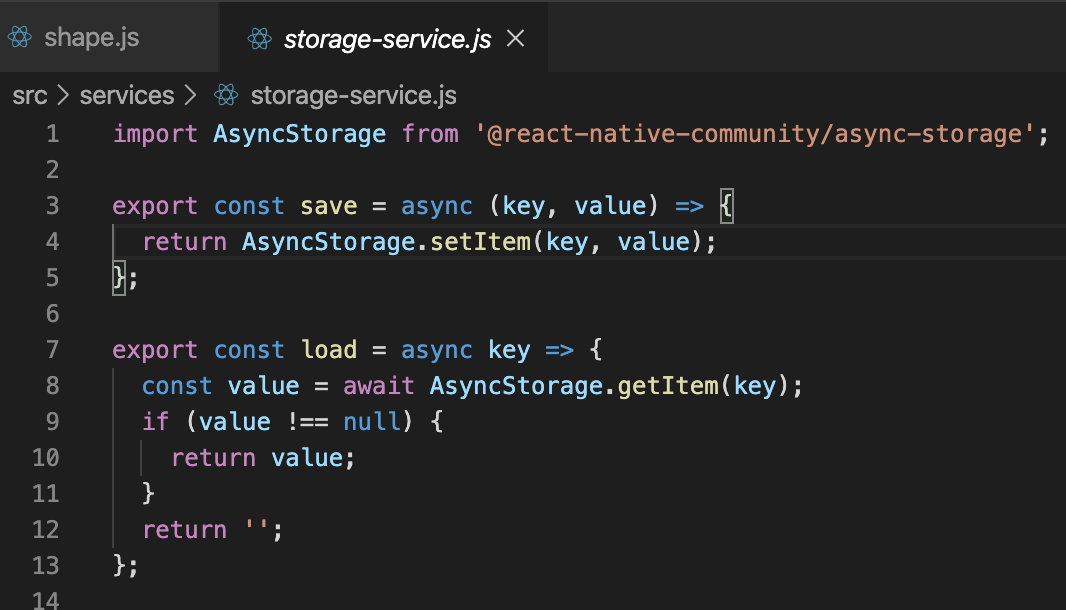 shape.js
storage-service.js
src > services > storage-service.js
1 import AsyncStorage from '@react-native-community/async-storage';
2
3 export const save = async (key, value) => {
4   return AsyncStorage.setItem(key, value);
5 };
6
7 export const load = async key => {
8   const value = await AsyncStorage.getItem(key);
9   if (value !== null) {
10     return value;
11   }
12   return '';
13 };
14